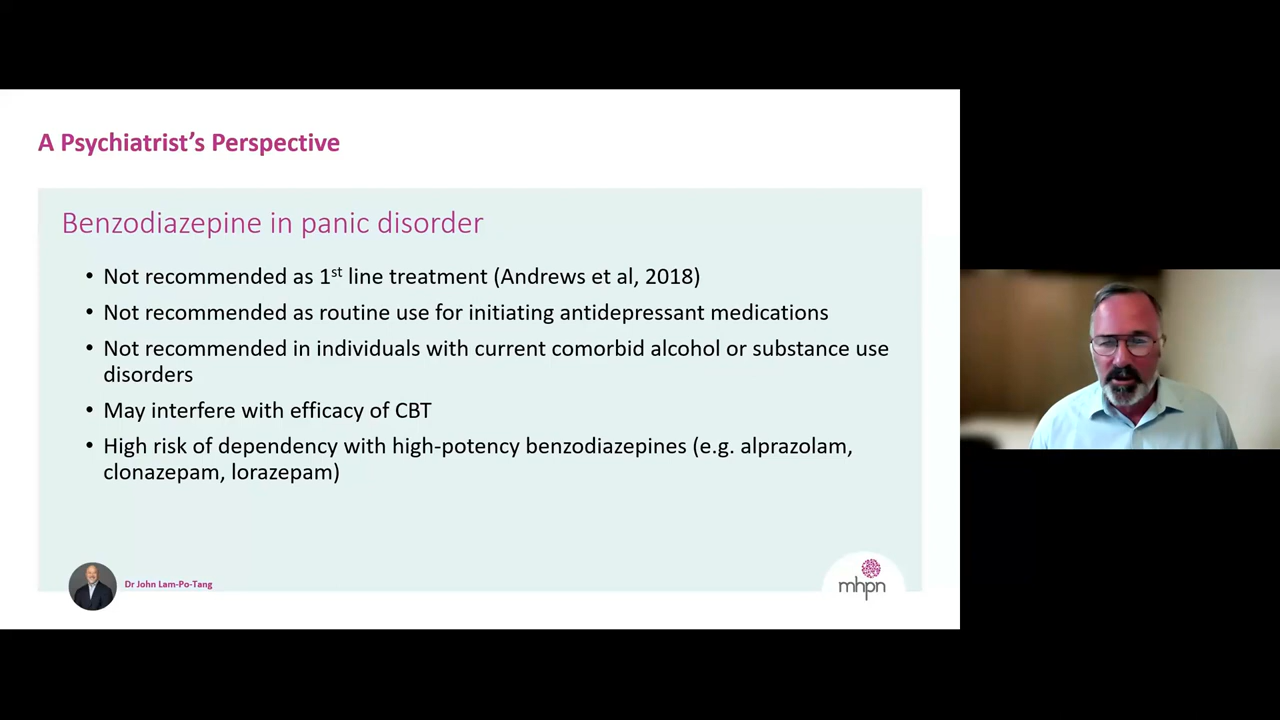 A Psychiatrist’s Perspective
Benzodiazepine in panic disorder
• Not recommended as 1st line treatment (Andrews et al, 2018)
• Not recommended as routine use for initiating antidepressant medications
• Not recommended in individuals with current comorbid alcohol or substance use
disorders
• May interfere with efficacy of CBT
• High risk of dependency with high-potency benzodiazepines (e.g. alprazolam,
clonazepam, lorazepam)
Dr John Lam-Po-Tang
mhpn